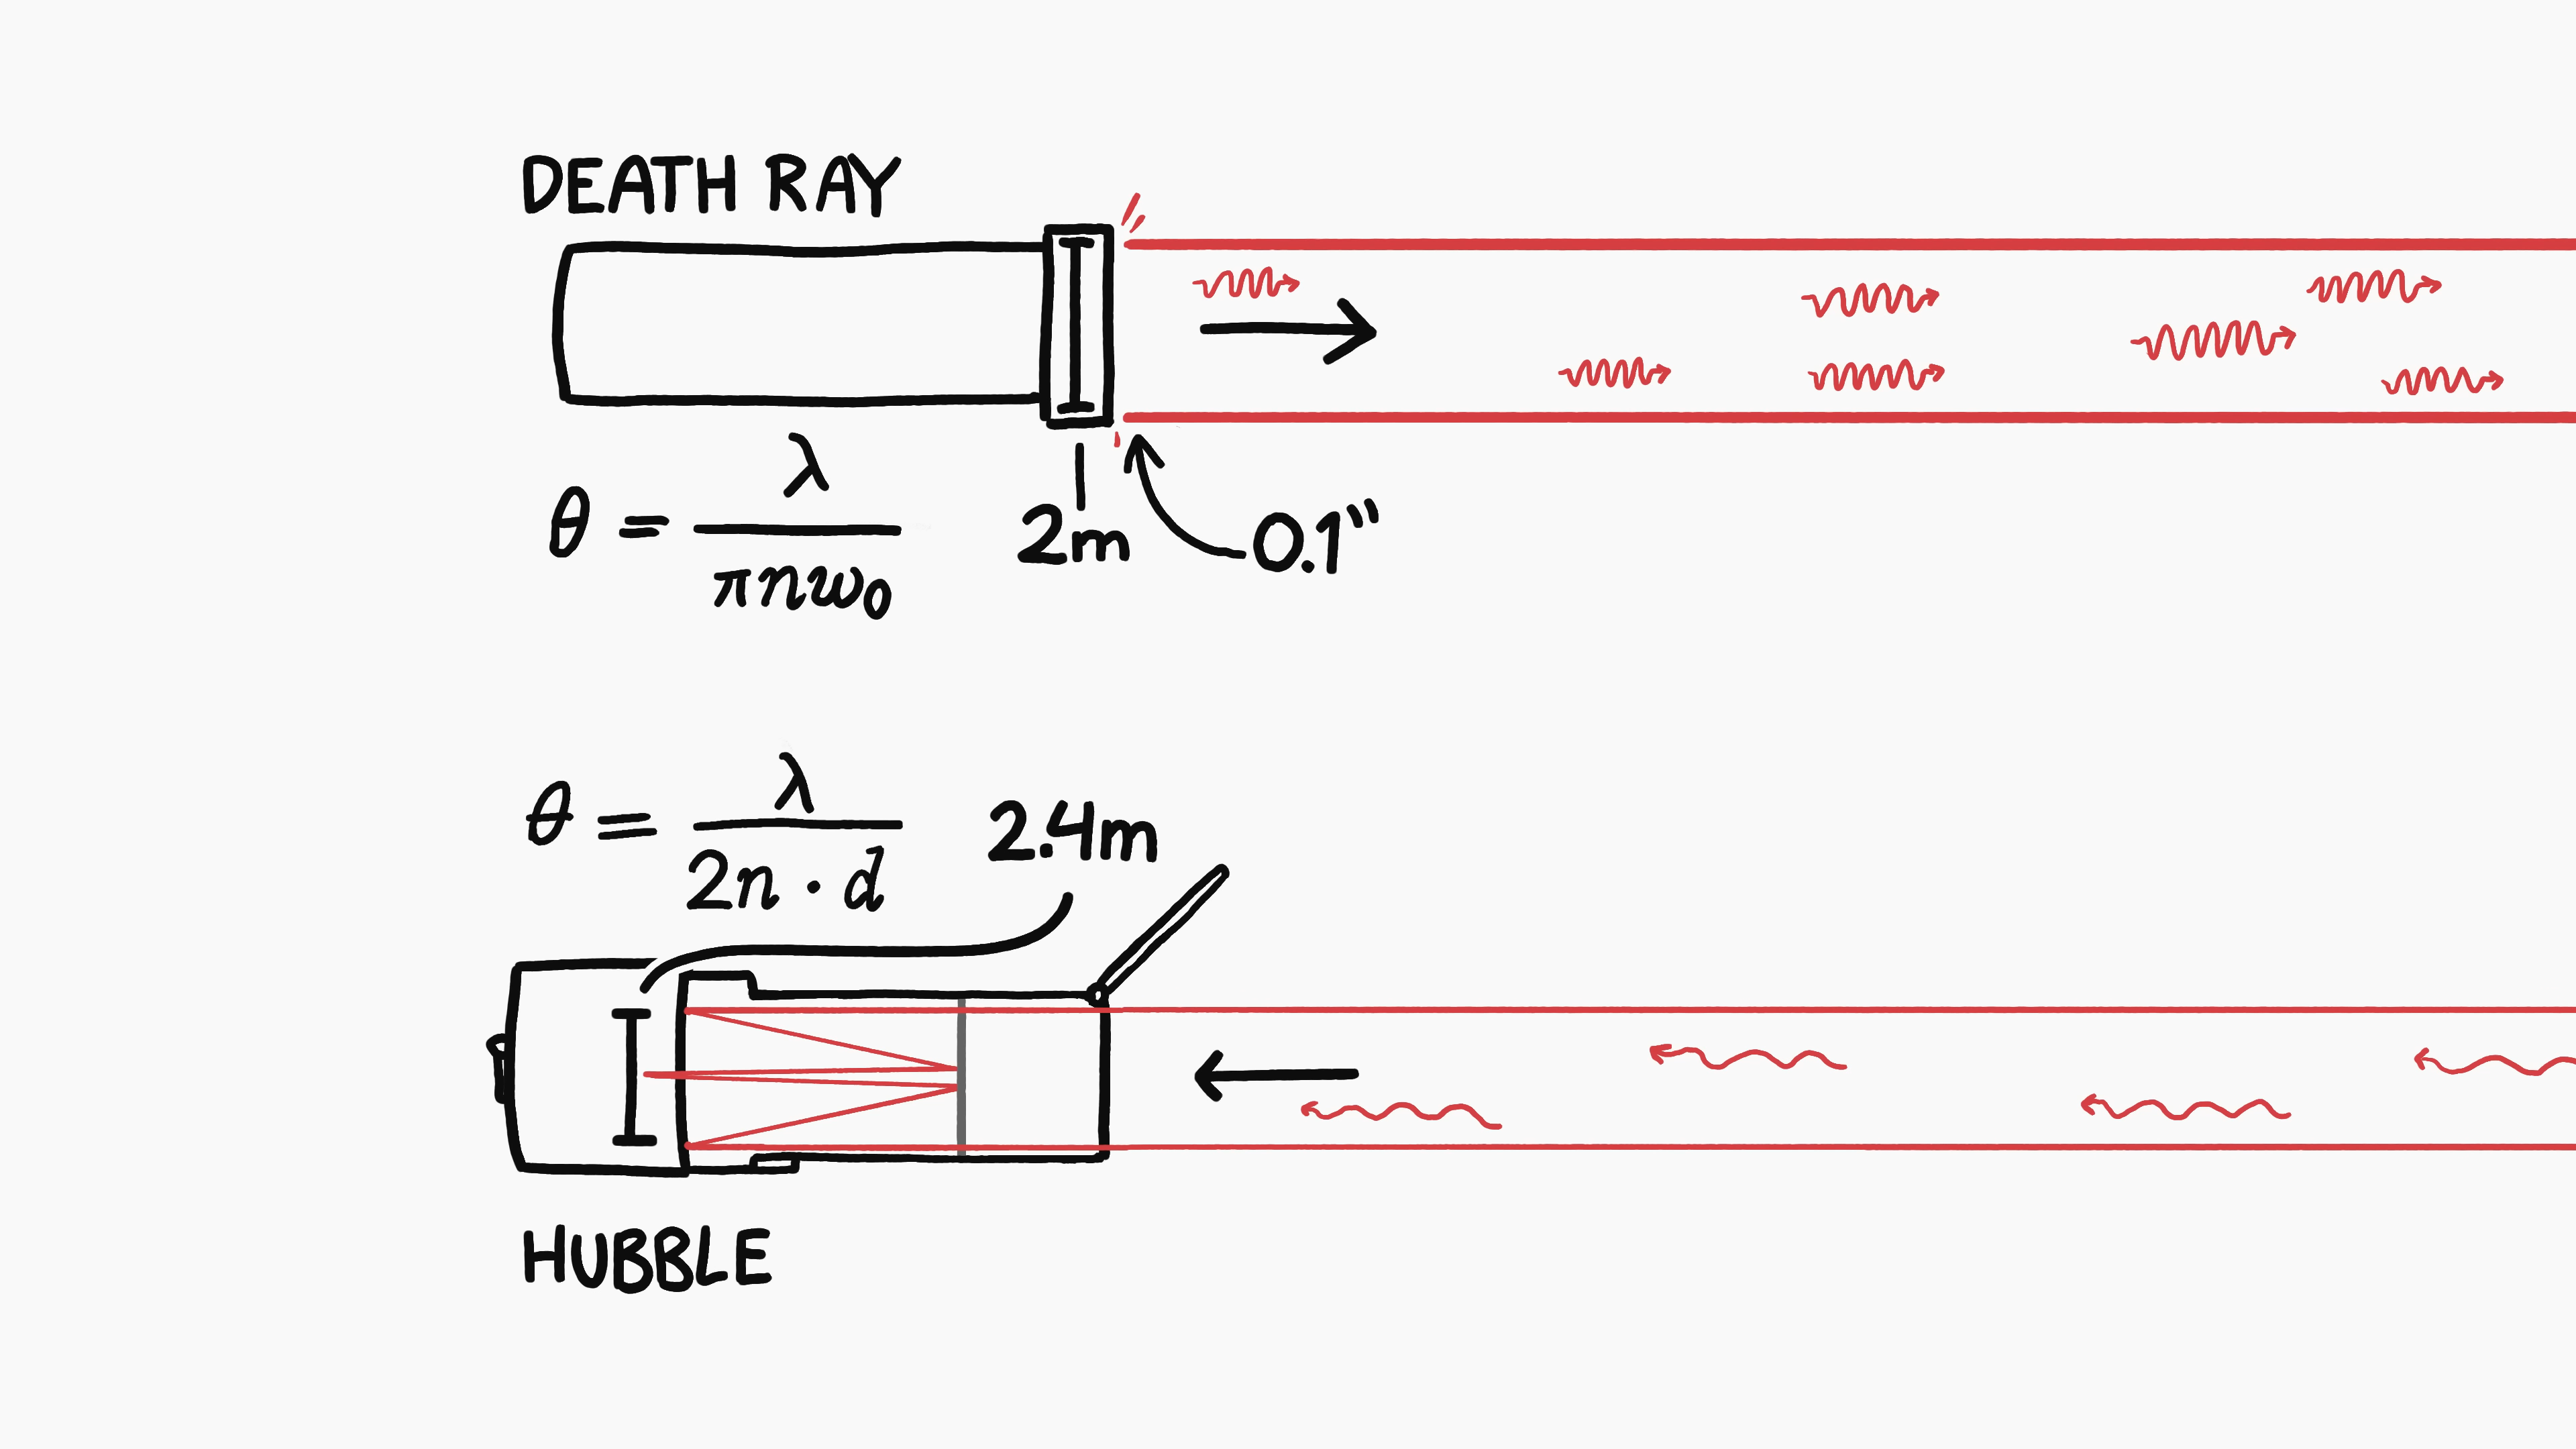 DEATH RAY
θ = λ / πnw₀
2m
0.1"
θ = λ / 2n · d
2.4m
HUBBLE